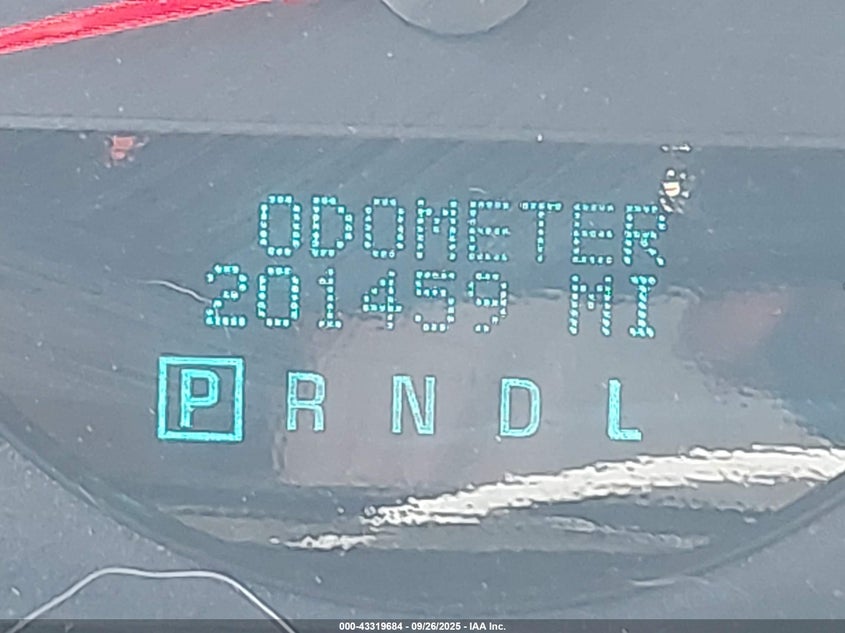 ODOMETER
201459 MI
P R N D L
000-43319684 - 09/26/2025 - IAA Inc.